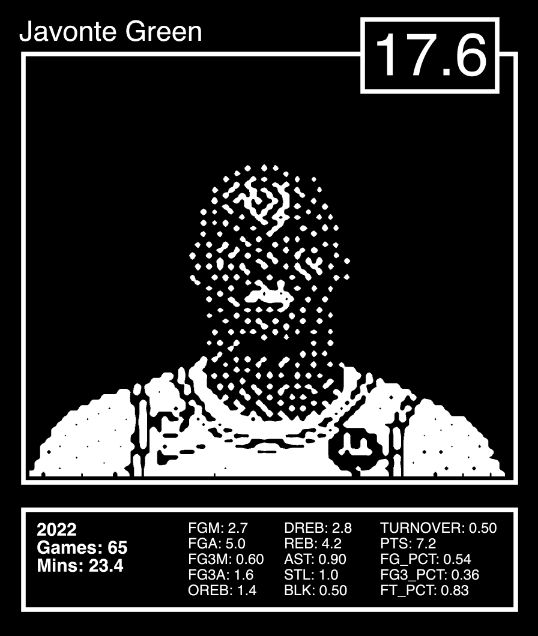 Javonte Green
17.6
2022
Games: 65
Mins: 23.4
FGM: 2.7
FGA: 5.0
FG3M: 0.60
FG3A: 1.6
OREB: 1.4
DREB: 2.8
REB: 4.2
AST: 0.90
STL: 1.0
BLK: 0.50
TURNOVER: 0.50
PTS: 7.2
FG_PCT: 0.54
FG3_PCT: 0.36
FT_PCT: 0.83